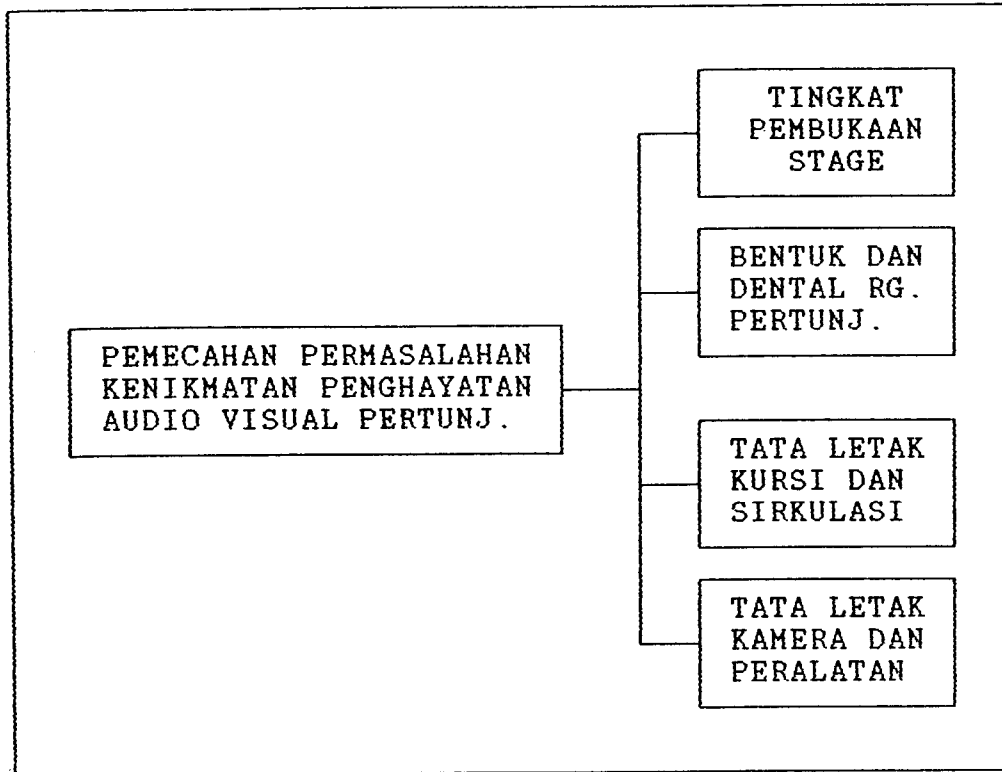 PEMECAHAN PERMASALAHAN
KENIKMATAN PENGHAYATAN
AUDIO VISUAL PERTUNJ.
TINGKAT
PEMBUKAAN
STAGE
BENTUK DAN
DENTAL RG.
PERTUNJ.
TATA LETAK
KURSI DAN
SIRKULASI
TATA LETAK
KAMERA DAN
PERALATAN